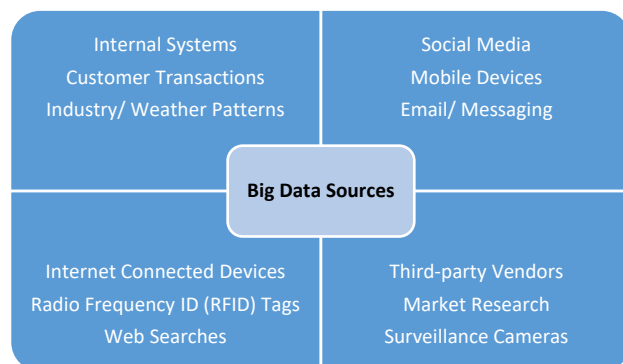 Internal Systems
Customer Transactions
Industry/ Weather Patterns
Social Media
Mobile Devices
Email/ Messaging
Big Data Sources
Internet Connected Devices
Radio Frequency ID (RFID) Tags
Web Searches
Third-party Vendors
Market Research
Surveillance Cameras